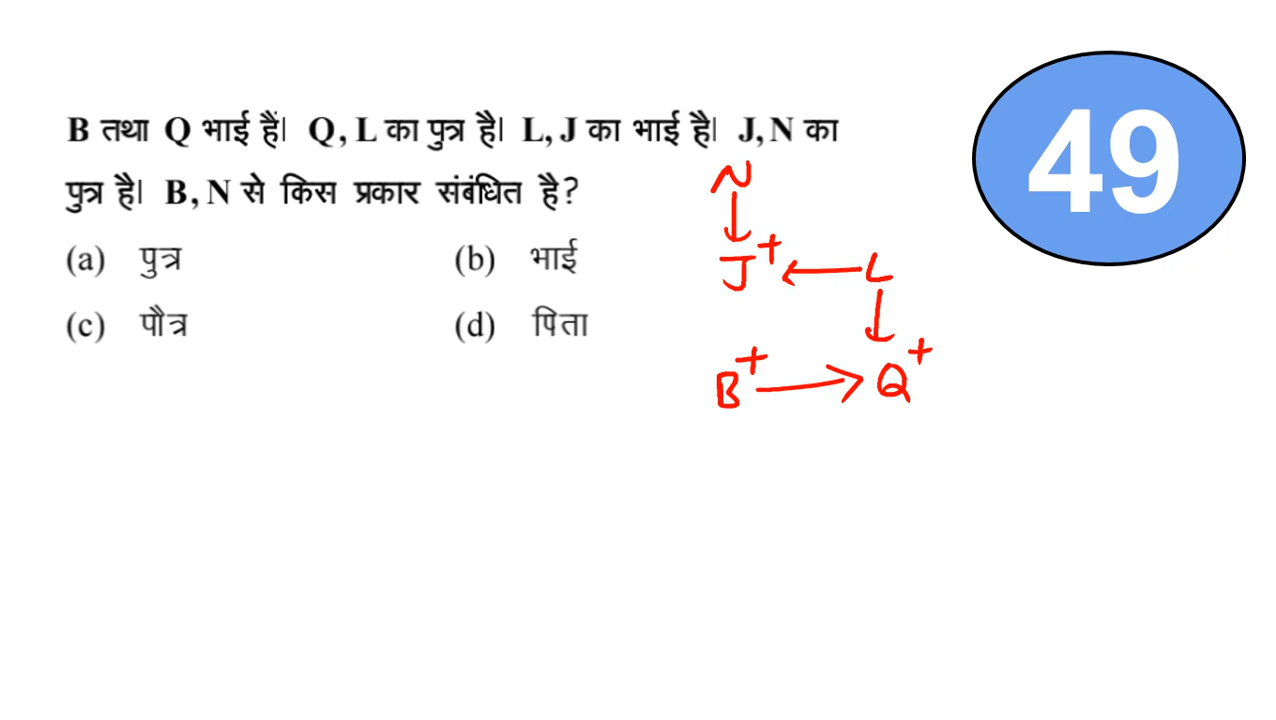 B तथा Q भाई हैं। Q, L का पुत्र है। L, J का भाई है। J, N का
पुत्र है। B, N से किस प्रकार संबंधित है?
(a) पुत्र (b) भाई
(c) पौत्र (d) पिता
49
N
J + L
B + Q +